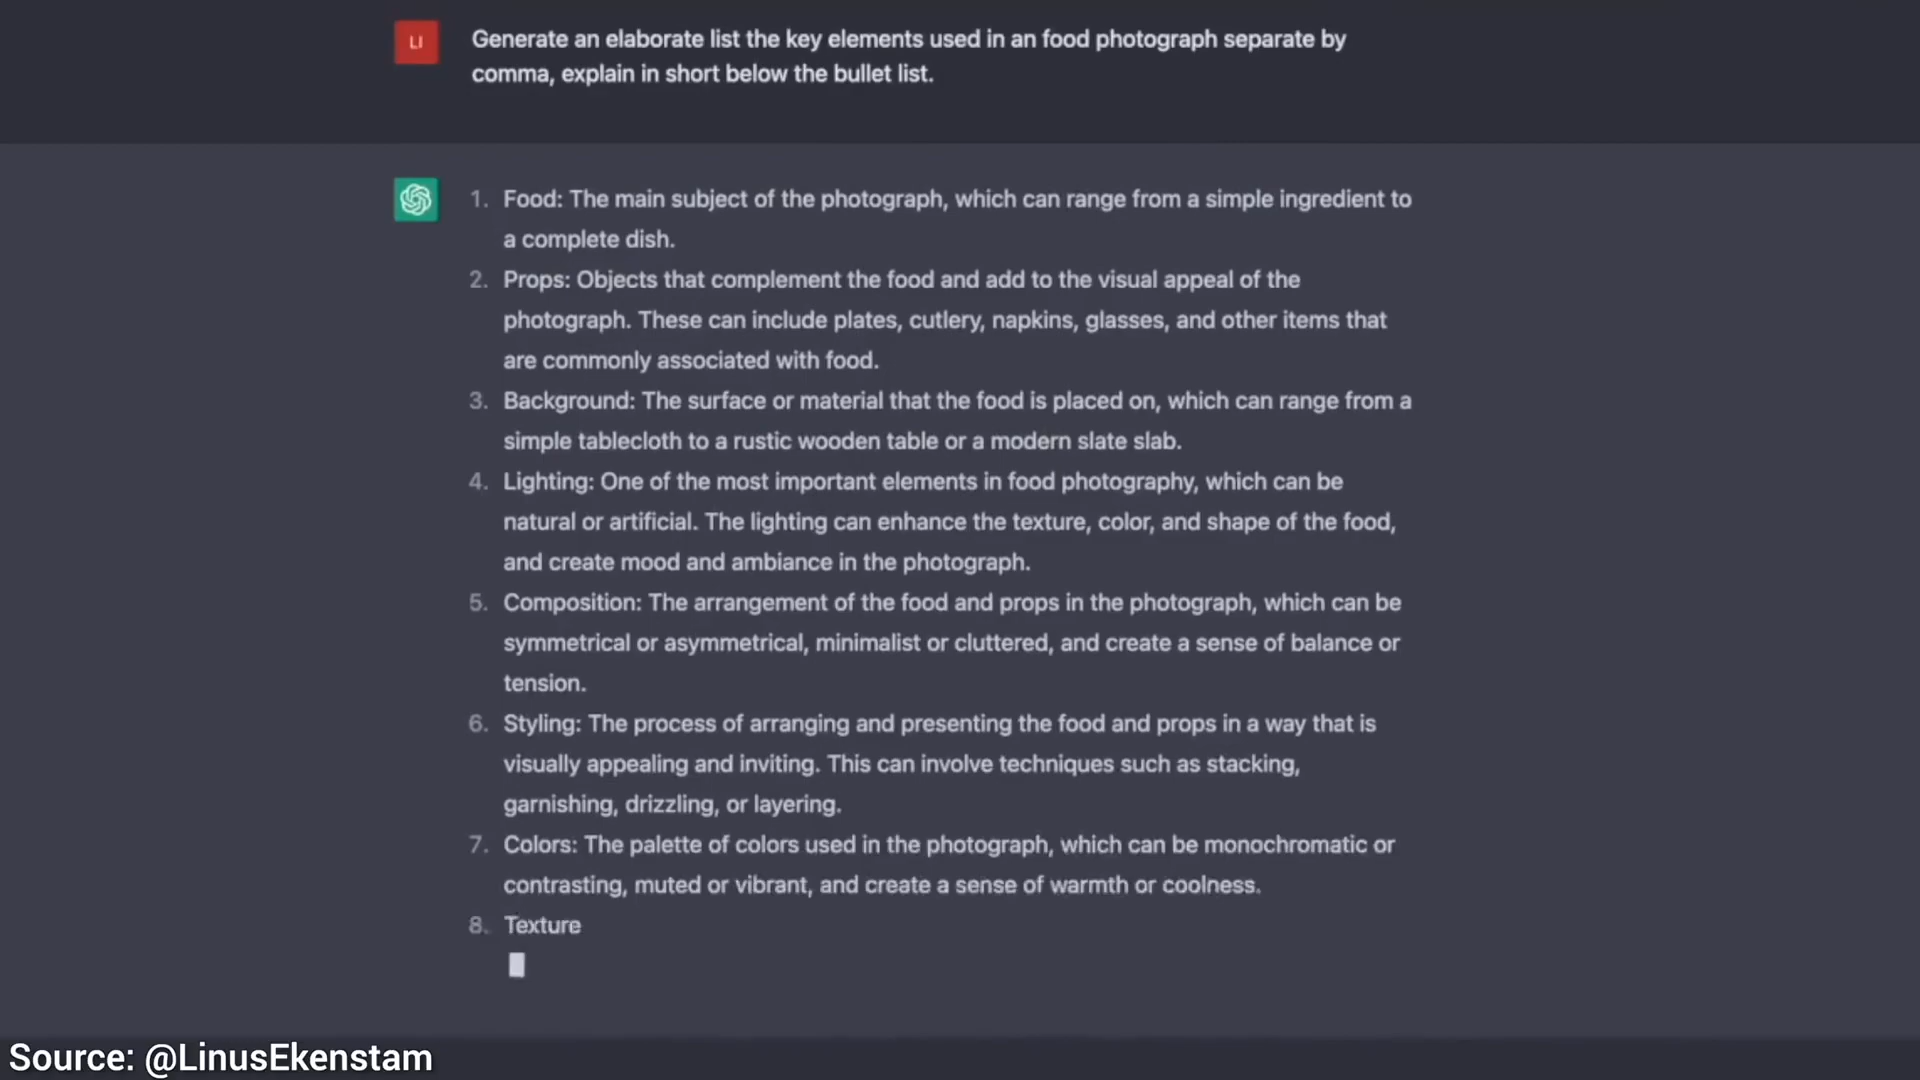 LI
Generate an elaborate list the key elements used in an food photograph separate by
comma, explain in short below the bullet list.
1. Food: The main subject of the photograph, which can range from a simple ingredient to
a complete dish.
2. Props: Objects that complement the food and add to the visual appeal of the
photograph. These can include plates, cutlery, napkins, glasses, and other items that
are commonly associated with food.
3. Background: The surface or material that the food is placed on, which can range from a
simple tablecloth to a rustic wooden table or a modern slate slab.
4. Lighting: One of the most important elements in food photography, which can be
natural or artificial. The lighting can enhance the texture, color, and shape of the food,
and create mood and ambiance in the photograph.
5. Composition: The arrangement of the food and props in the photograph, which can be
symmetrical or asymmetrical, minimalist or cluttered, and create a sense of balance or
tension.
6. Styling: The process of arranging and presenting the food and props in a way that is
visually appealing and inviting. This can involve techniques such as stacking,
garnishing, drizzling, or layering.
7. Colors: The palette of colors used in the photograph, which can be monochromatic or
contrasting, muted or vibrant, and create a sense of warmth or coolness.
8. Texture
Source: @LinusEkenstam